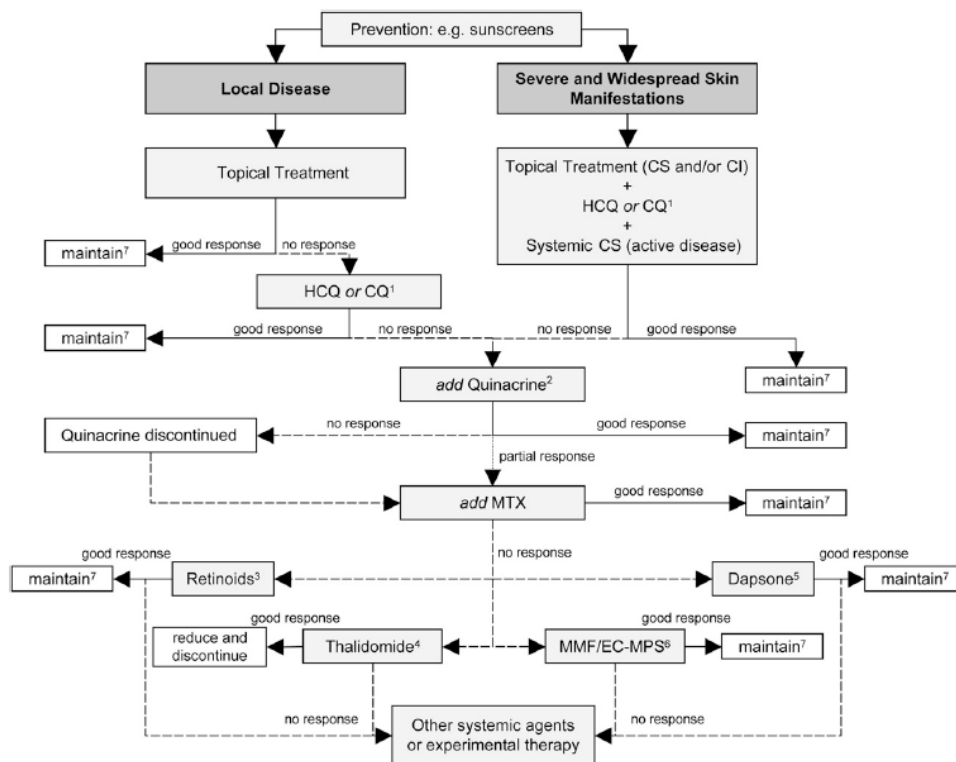 Prevention: e.g. sunscreens
Local Disease
Severe and Widespread Skin
Manifestations
Topical Treatment
Topical Treatment (CS and/or CI)
+
HCQ or CQ¹
+
Systemic CS (active disease)
good response
no response
maintain⁷
HCQ or CQ¹
good response
no response
no response
good response
maintain⁷
add Quinacrine²
maintain⁷
Quinacrine discontinued
no response
good response
maintain⁷
partial response
add MTX
good response
maintain⁷
no response
good response
good response
maintain⁷
Retinoids³
Dapsone⁵
maintain⁷
good response
good response
reduce and
discontinue
Thalidomide⁴
MMF/EC-MPS⁶
maintain⁷
no response
Other systemic agents
or experimental therapy
no response